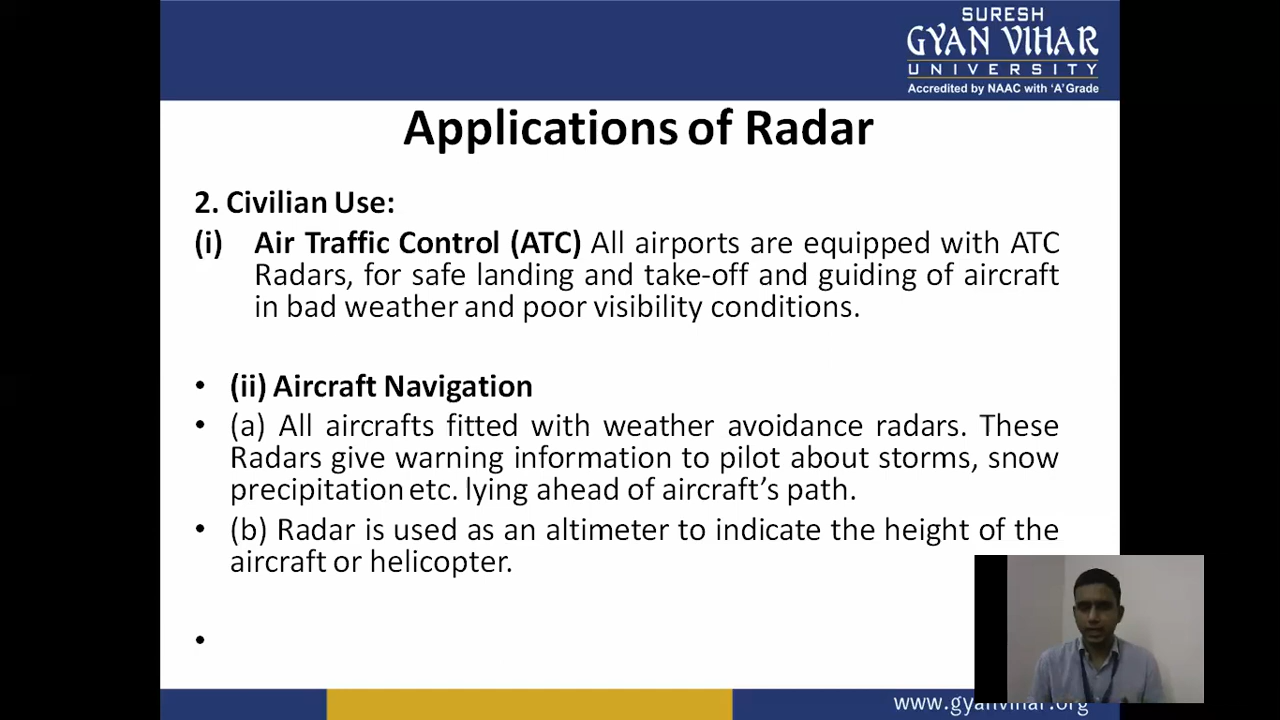 SURESH
GYAN VIHAR
UNIVERSITY
Accredited by NAAC with 'A' Grade
Applications of Radar
2. Civilian Use:
(i) Air Traffic Control (ATC) All airports are equipped with ATC
Radars, for safe landing and take-off and guiding of aircraft
in bad weather and poor visibility conditions.
• (ii) Aircraft Navigation
• (a) All aircrafts fitted with weather avoidance radars. These
Radars give warning information to pilot about storms, snow
precipitation etc. lying ahead of aircraft's path.
• (b) Radar is used as an altimeter to indicate the height of the
aircraft or helicopter.
•
www.gyanvihar.org